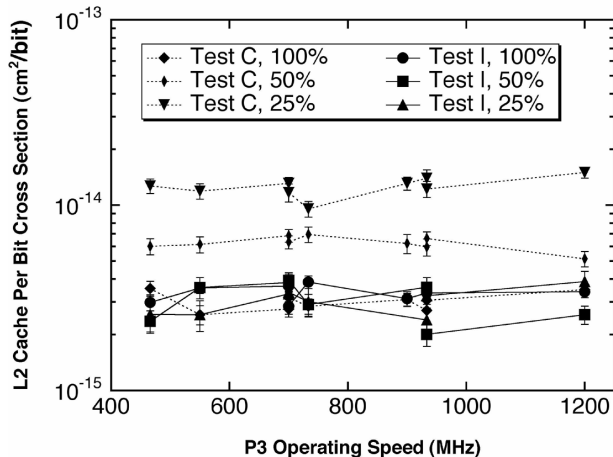 10⁻¹³
Test C, 100%
Test C, 50%
Test C, 25%
Test I, 100%
Test I, 50%
Test I, 25%
10⁻¹⁴
10⁻¹⁵
L2 Cache Per Bit Cross Section (cm²/bit)
400
600
800
1000
1200
P3 Operating Speed (MHz)